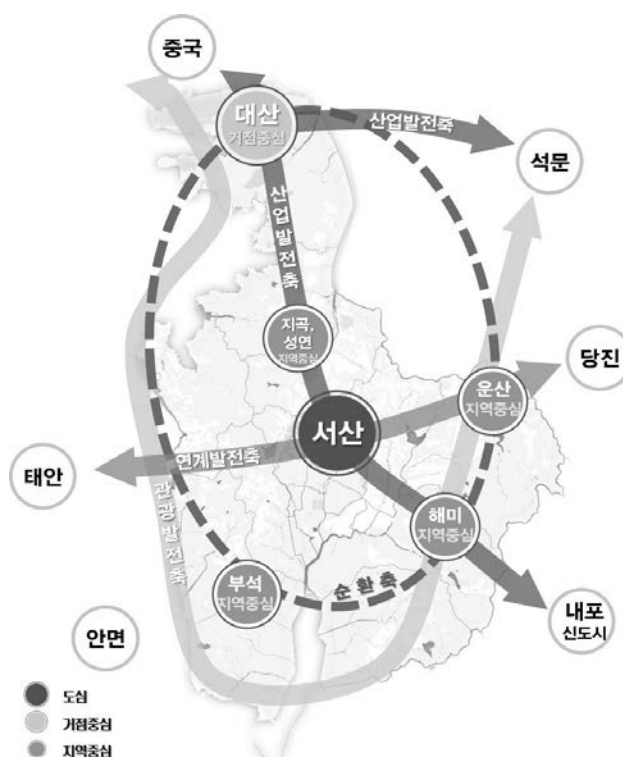 중국
대산
거점중심
산업발전축
석문
산업발전축
지곡,
성연
지역중심
당진
운산
지역중심
서산
연계발전축
태안
관광발전축
해미
지역중심
부석
지역중심
순환축
내포
신도시
안면
도심
거점중심
지역중심